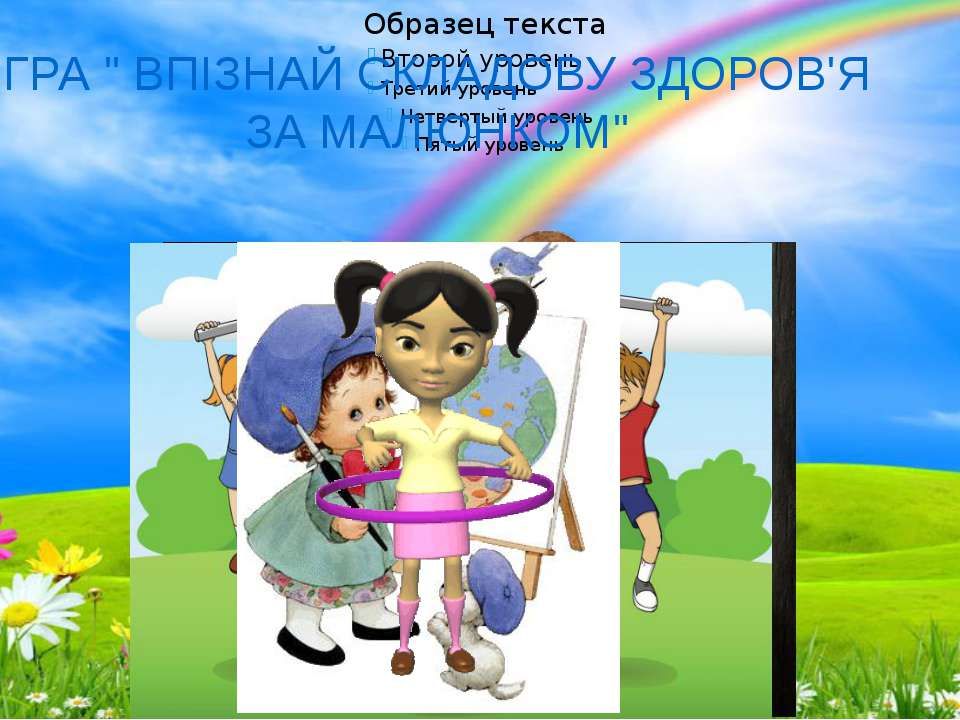 Образец текста
Второй уровень
Третий уровень
Четвертый уровень
Пятый уровень
ГРА " ВПІЗНАЙ СКЛАДОВУ ЗДОРОВ'Я
ЗА МАЛЮНКОМ"